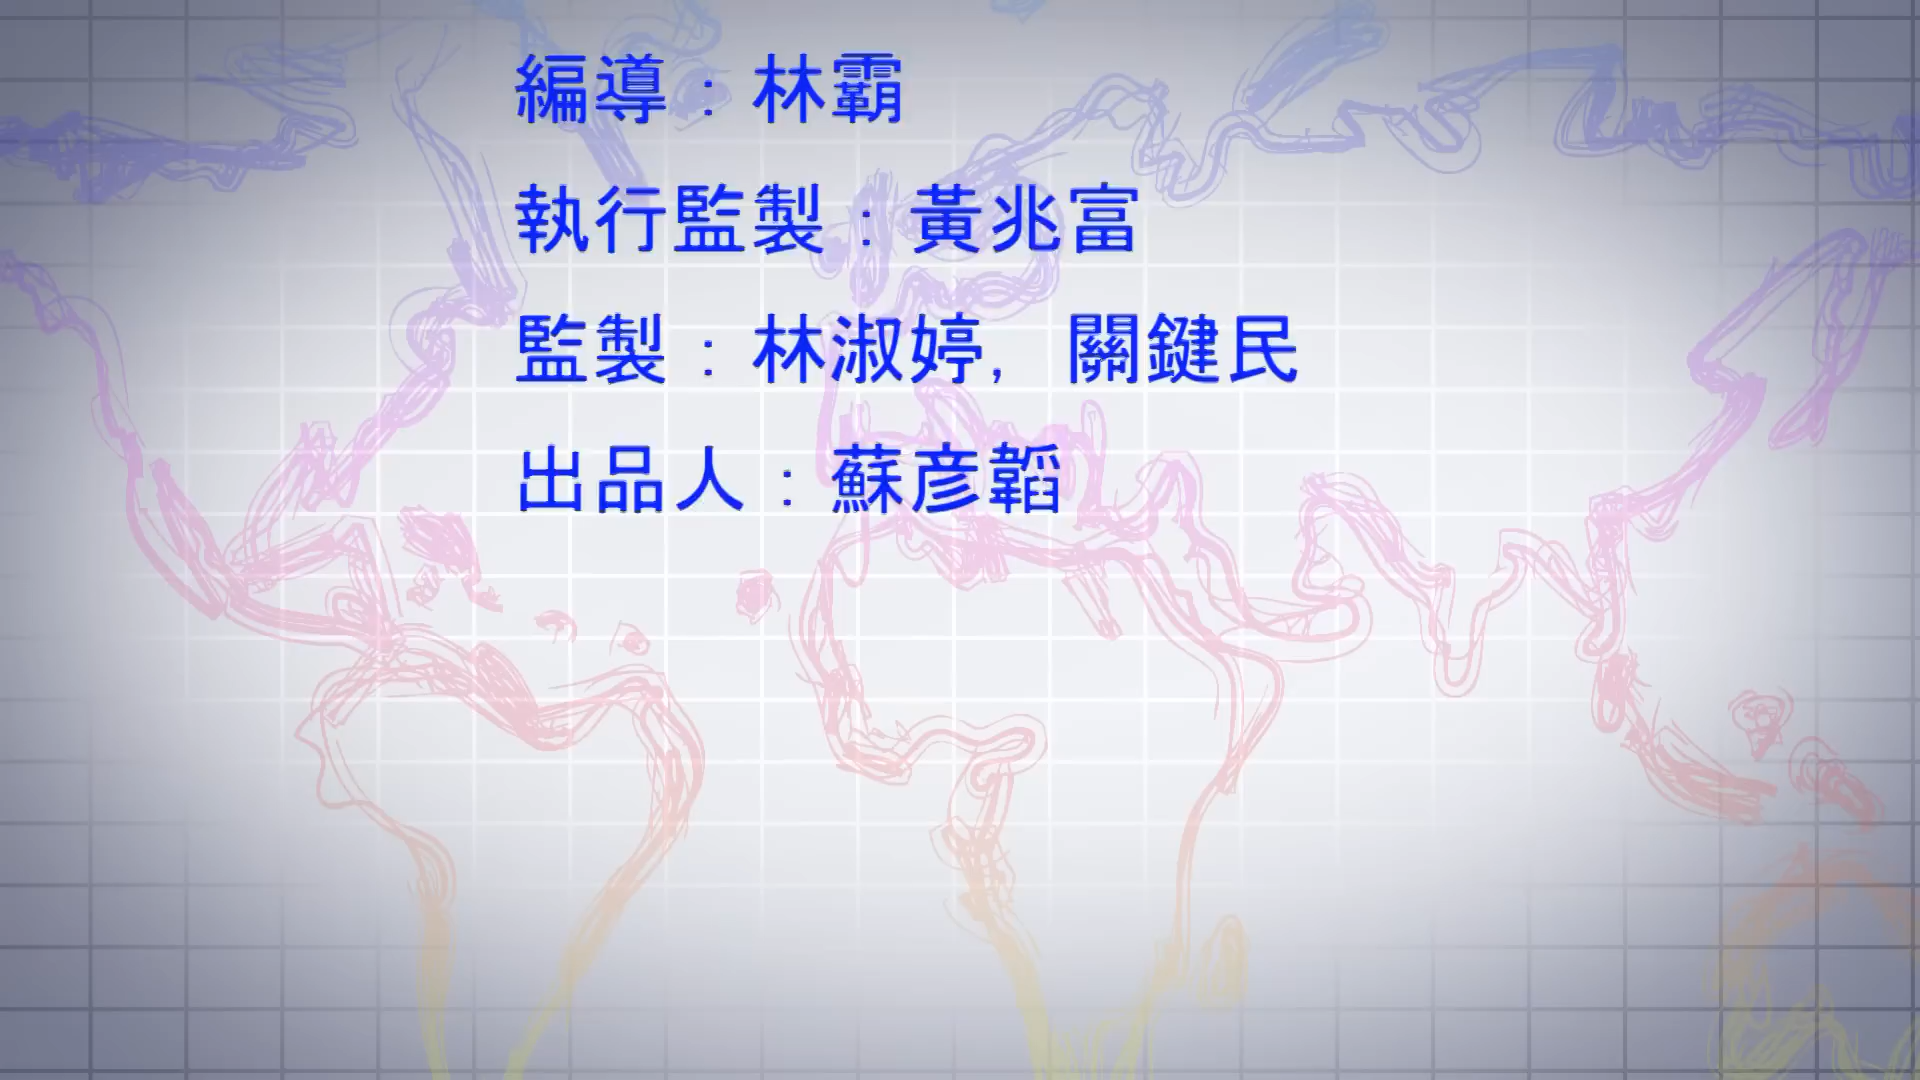 編導：林霸
執行監製：黃兆富
監製：林淑婷, 關鍵民
出品人：蘇彦韜